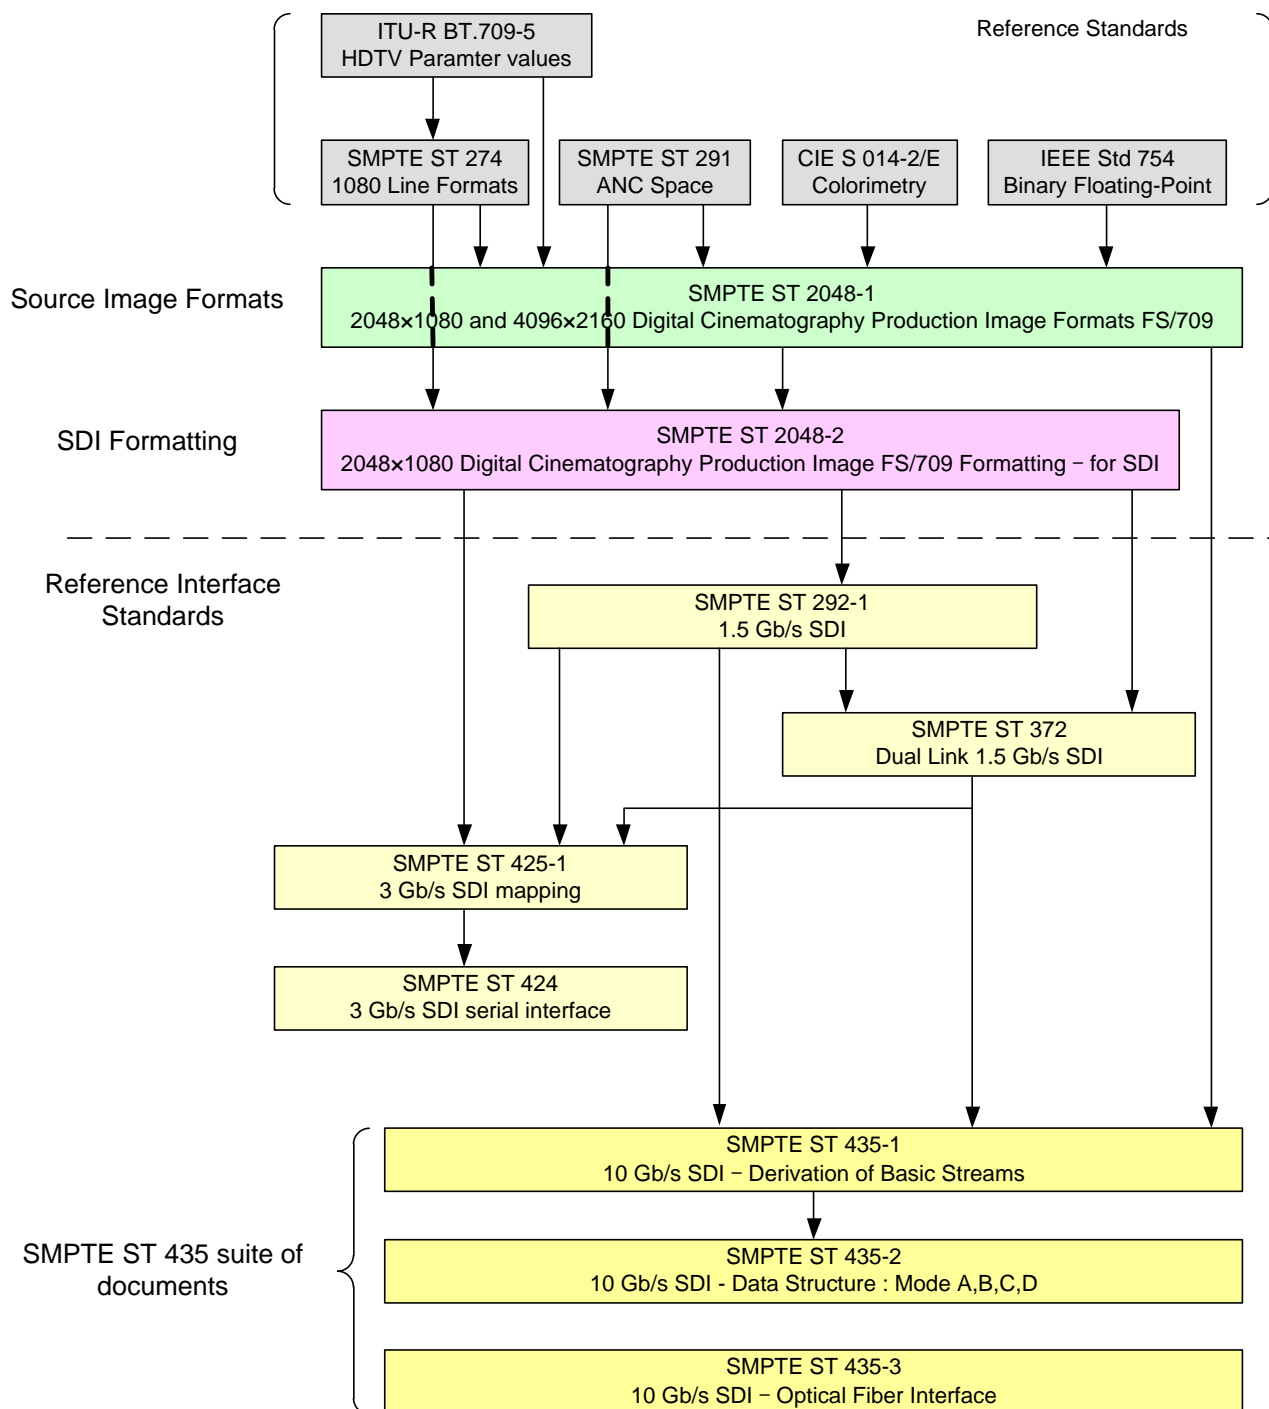 ITU-R BT.709-5
HDTV Paramter values
Reference Standards
SMPTE ST 274
1080 Line Formats
SMPTE ST 291
ANC Space
CIE S 014-2/E
Colorimetry
IEEE Std 754
Binary Floating-Point
Source Image Formats
SMPTE ST 2048-1
2048×1080 and 4096×2160 Digital Cinematography Production Image Formats FS/709
SDI Formatting
SMPTE ST 2048-2
2048×1080 Digital Cinematography Production Image FS/709 Formatting – for SDI
Reference Interface
Standards
SMPTE ST 292-1
1.5 Gb/s SDI
SMPTE ST 372
Dual Link 1.5 Gb/s SDI
SMPTE ST 425-1
3 Gb/s SDI mapping
SMPTE ST 424
3 Gb/s SDI serial interface
SMPTE ST 435 suite of
documents
SMPTE ST 435-1
10 Gb/s SDI – Derivation of Basic Streams
SMPTE ST 435-2
10 Gb/s SDI - Data Structure : Mode A,B,C,D
SMPTE ST 435-3
10 Gb/s SDI – Optical Fiber Interface